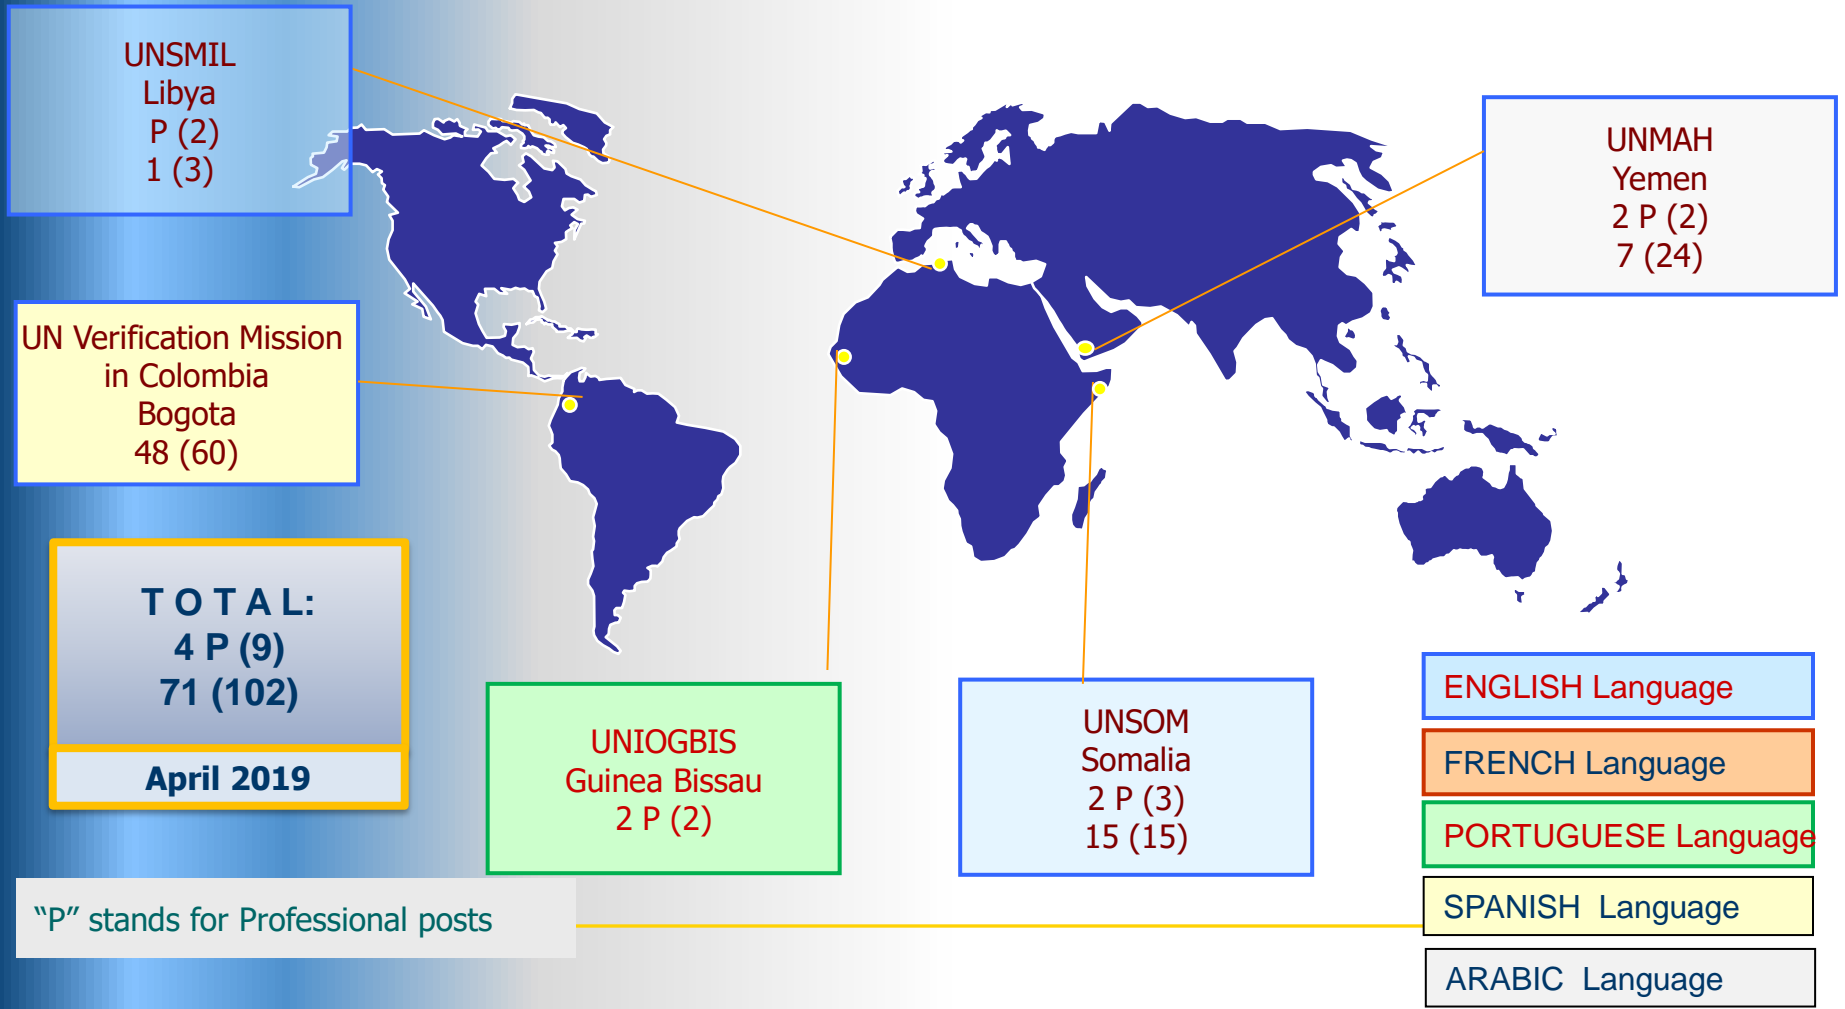 UNSMIL
Libya
P (2)
1 (3)
UNMAH
Yemen
2 P (2)
7 (24)
UN Verification Mission
in Colombia
Bogota
48 (60)
T O T A L:
4 P (9)
71 (102)
April 2019
UNIOGBIS
Guinea Bissau
2 P (2)
UNSOM
Somalia
2 P (3)
15 (15)
ENGLISH Language
FRENCH Language
PORTUGUESE Language
SPANISH Language
ARABIC Language
“P” stands for Professional posts